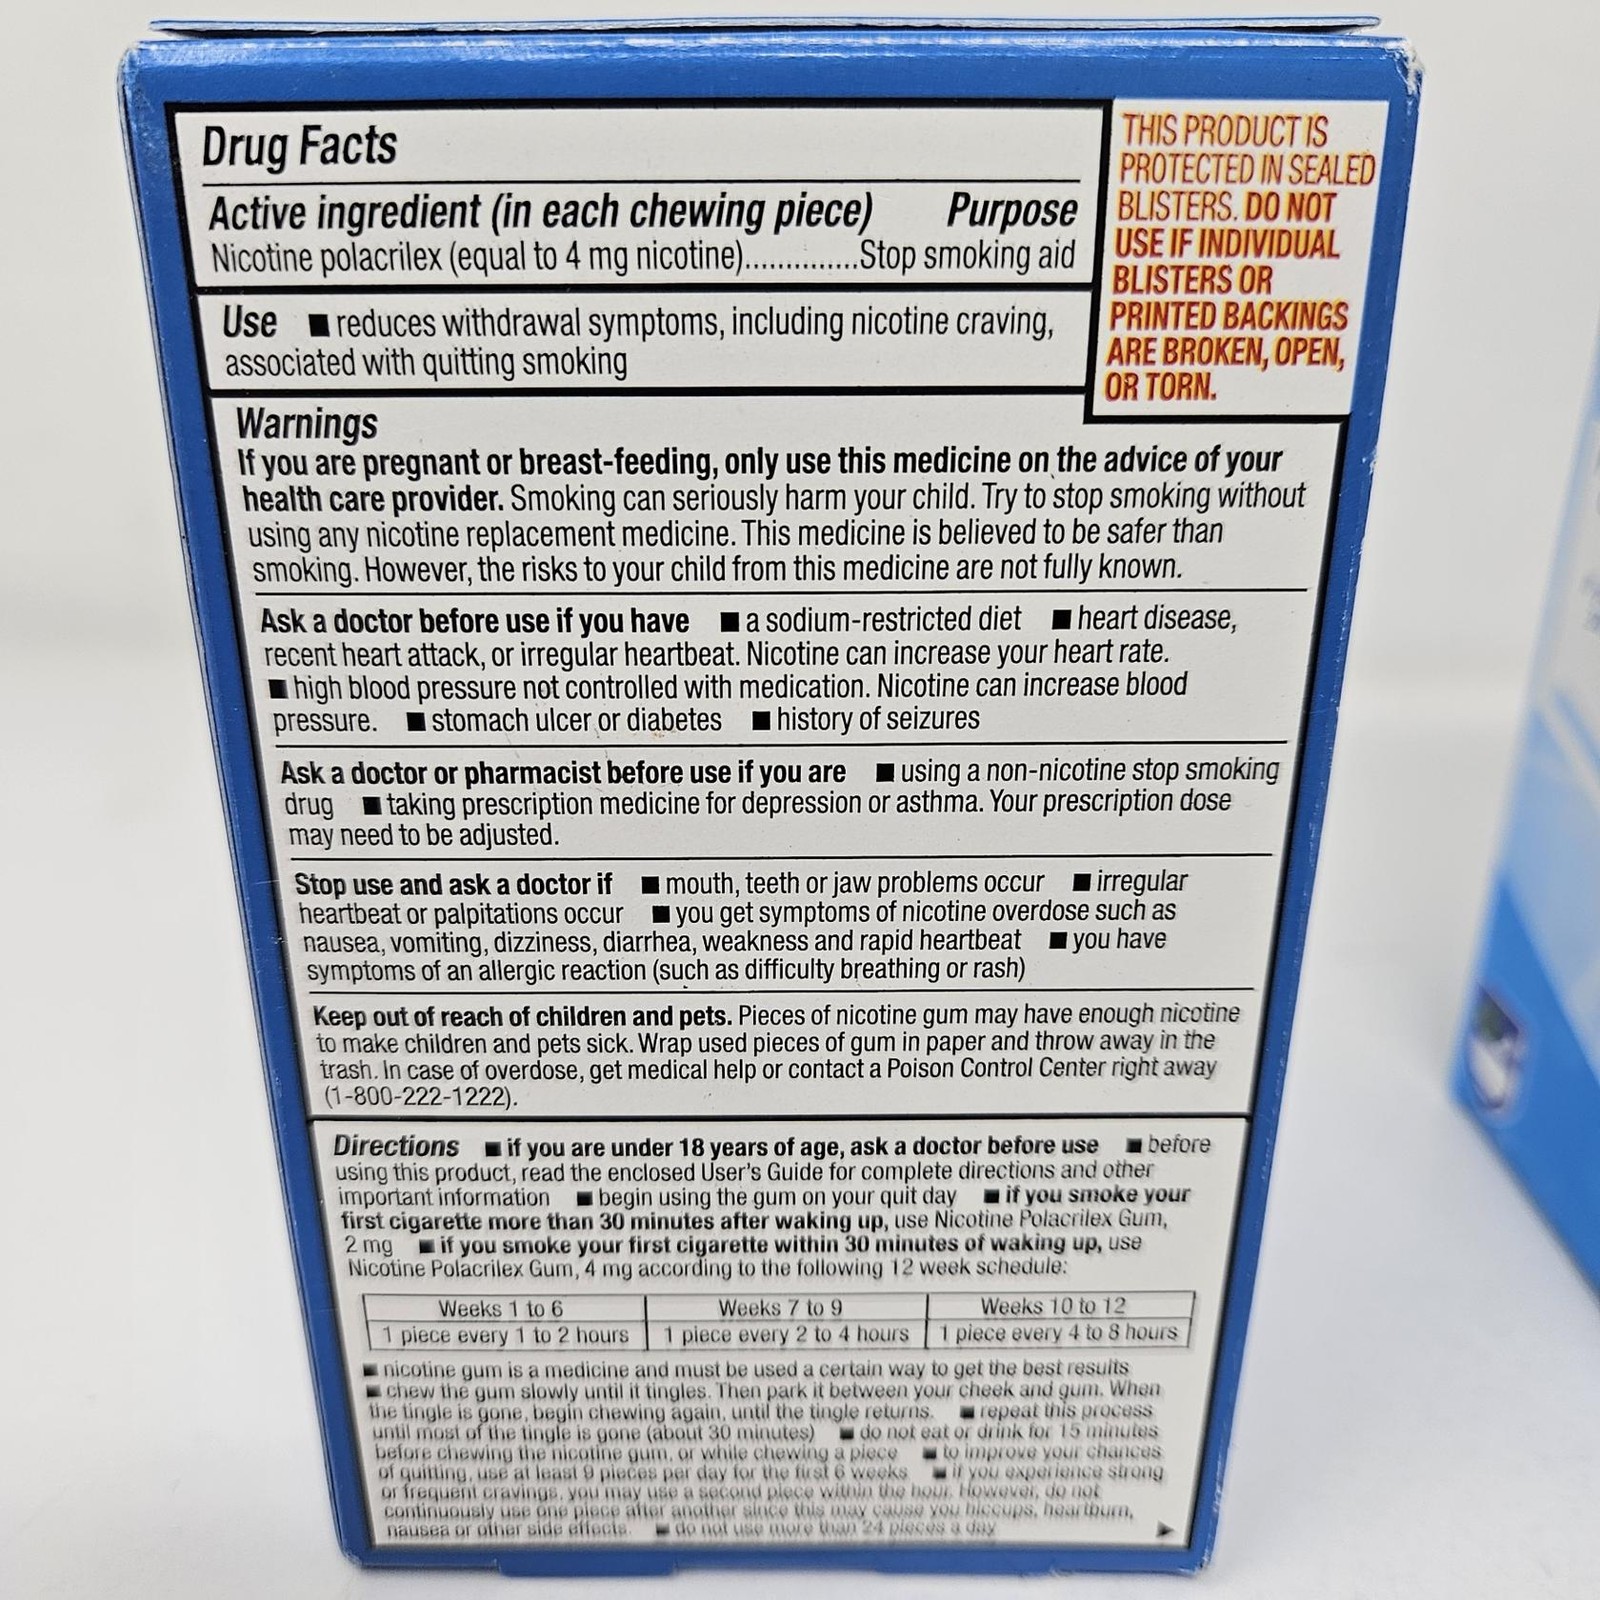 Drug Facts
Active ingredient (in each chewing piece) Purpose
Nicotine polacrilex (equal to 4 mg nicotine)..............Stop smoking aid
THIS PRODUCT IS
PROTECTED IN SEALED
BLISTERS. DO NOT
USE IF INDIVIDUAL
BLISTERS OR
PRINTED BACKINGS
ARE BROKEN, OPEN,
OR TORN.
Use ■ reduces withdrawal symptoms, including nicotine craving,
associated with quitting smoking
Warnings
If you are pregnant or breast-feeding, only use this medicine on the advice of your
health care provider. Smoking can seriously harm your child. Try to stop smoking without
using any nicotine replacement medicine. This medicine is believed to be safer than
smoking. However, the risks to your child from this medicine are not fully known.
Ask a doctor before use if you have ■ a sodium-restricted diet ■ heart disease,
recent heart attack, or irregular heartbeat. Nicotine can increase your heart rate.
■ high blood pressure not controlled with medication. Nicotine can increase blood
pressure. ■ stomach ulcer or diabetes ■ history of seizures
Ask a doctor or pharmacist before use if you are ■ using a non-nicotine stop smoking
drug ■ taking prescription medicine for depression or asthma. Your prescription dose
may need to be adjusted.
Stop use and ask a doctor if ■ mouth, teeth or jaw problems occur ■ irregular
heartbeat or palpitations occur ■ you get symptoms of nicotine overdose such as
nausea, vomiting, dizziness, diarrhea, weakness and rapid heartbeat ■ you have
symptoms of an allergic reaction (such as difficulty breathing or rash)
Keep out of reach of children and pets. Pieces of nicotine gum may have enough nicotine
to make children and pets sick. Wrap used pieces of gum in paper and throw away in the
trash. In case of overdose, get medical help or contact a Poison Control Center right away
(1-800-222-1222).
Directions ■ if you are under 18 years of age, ask a doctor before use ■ before
using this product, read the enclosed User's Guide for complete directions and other
important information ■ begin using the gum on your quit day ■ if you smoke your
first cigarette more than 30 minutes after waking up, use Nicotine Polacrilex Gum,
2 mg ■ if you smoke your first cigarette within 30 minutes of waking up, use
Nicotine Polacrilex Gum, 4 mg according to the following 12 week schedule:
Weeks 1 to 6 Weeks 7 to 9 Weeks 10 to 12
1 piece every 1 to 2 hours 1 piece every 2 to 4 hours 1 piece every 4 to 8 hours
■ nicotine gum is a medicine and must be used a certain way to get the best results
■ chew the gum slowly until it tingles. Then park it between your cheek and gum. When
the tingle is gone, begin chewing again, until the tingle returns. ■ repeat this process
until most of the tingle is gone (about 30 minutes) ■ do not eat or drink for 15 minutes
before chewing the nicotine gum, or while chewing a piece ■ to improve your chances
of quitting, use at least 9 pieces per day for the first 6 weeks ■ if you experience strong
or frequent cravings, you may use a second piece within the hour. However, do not
continuously use one piece after another since this may cause you hiccups, heartburn,
nausea or other side effects. ■ do not use more than 24 pieces a day